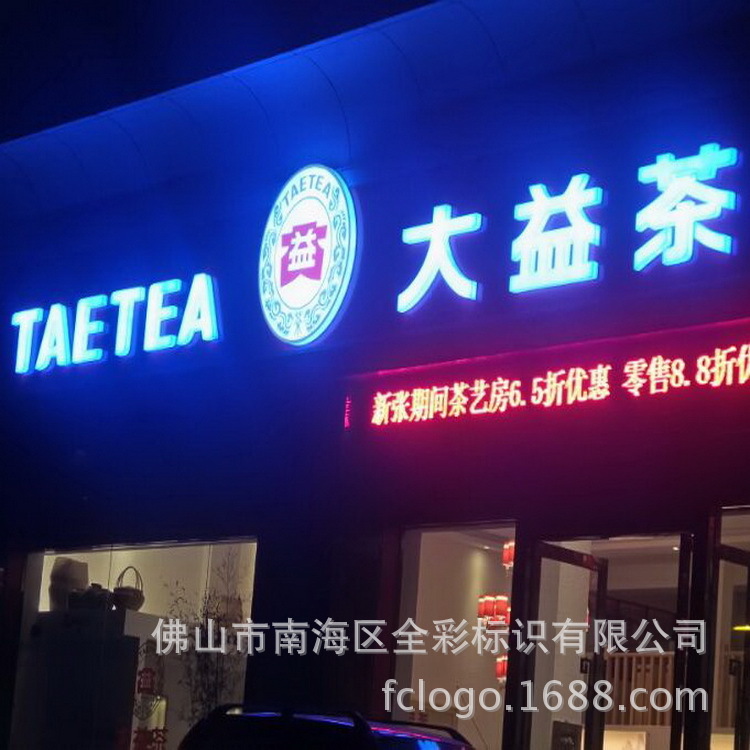 TAETEA
TAETEA
益
大益茶
新张期间茶艺房6.5折优惠 零售8.8折优
佛山市南海区全彩标识有限公司
fclogo.1688.com